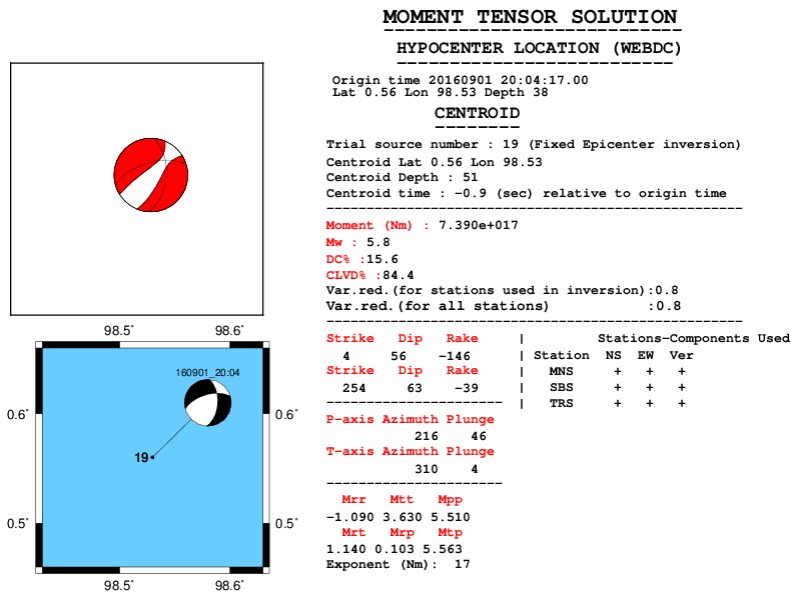 MOMENT TENSOR SOLUTION
HYPOCENTER LOCATION (WEBDC)
Origin time 20160901 20:04:17.00
Lat 0.56 Lon 98.53 Depth 38
CENTROID
Trial source number : 19 (Fixed Epicenter inversion)
Centroid Lat 0.56 Lon 98.53
Centroid Depth : 51
Centroid time : -0.9 (sec) relative to origin time
Moment (Nm) : 7.390e+017
Mw : 5.8
DC% :15.6
CLVD% :84.4
Var.red.(for stations used in inversion):0.8
Var.red.(for all stations) :0.8
Strike Dip Rake
4 56 -146
Strike Dip Rake
254 63 -39
P-axis Azimuth Plunge
216 46
T-axis Azimuth Plunge
310 4
Mrr Mtt Mpp
-1.090 3.630 5.510
Mrt Mrp Mtp
1.140 0.103 5.563
Exponent (Nm): 17
| Stations-Components Used
| Station NS EW Ver
| MNS + + +
| SBS + + +
| TRS + + +
98.5° 98.6°
160901_20:04
0.6° 0.6°
19
0.5° 0.5°
98.5° 98.6°